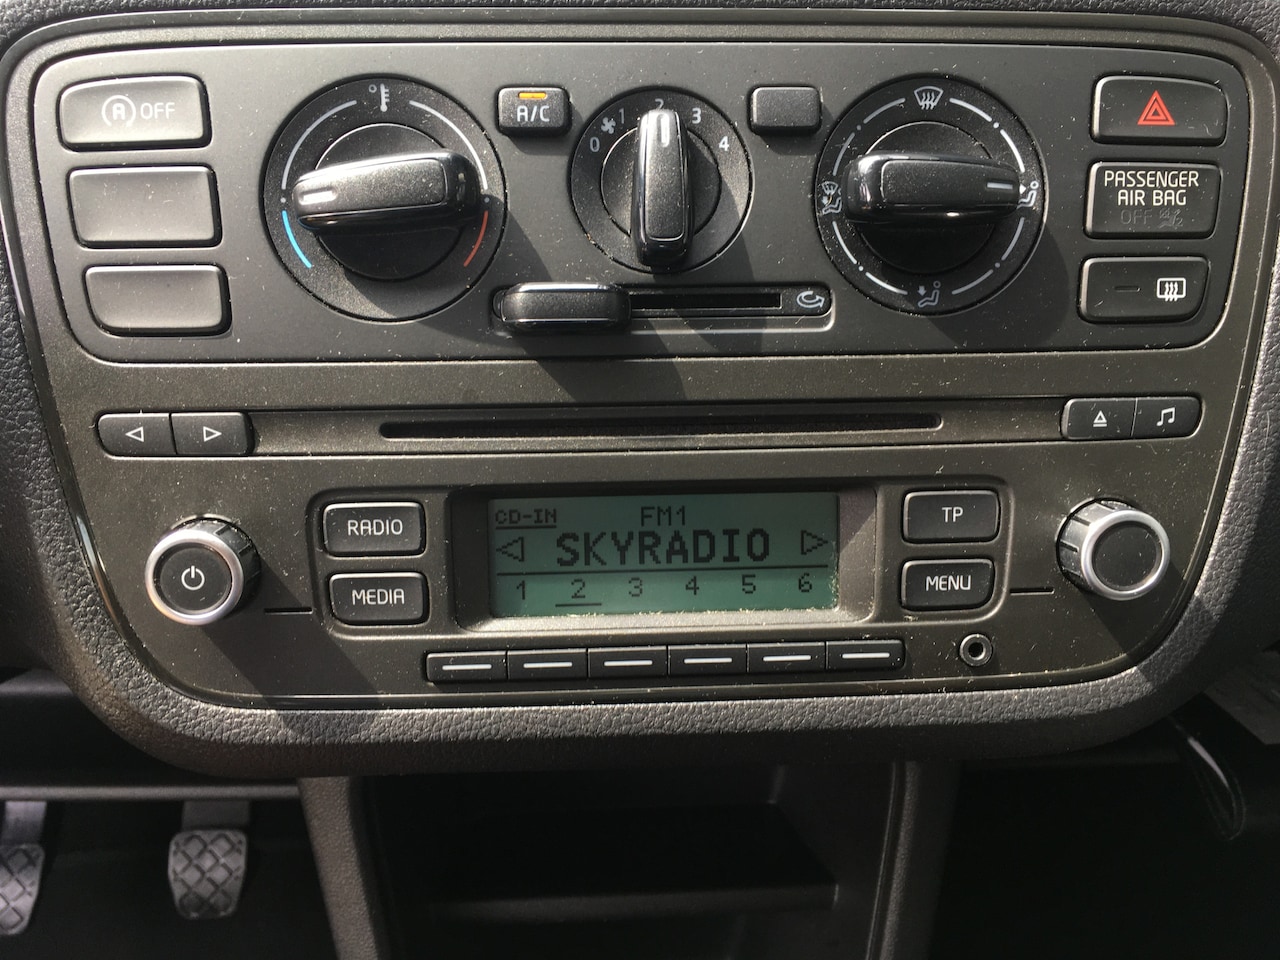 A OFF
A/C
0 1 2 3 4
PASSENGER
AIR BAG
OFF
RADIO
MEDIA
CD-IN FM1
SKYRADIO
1 2 3 4 5 6
TP
MENU